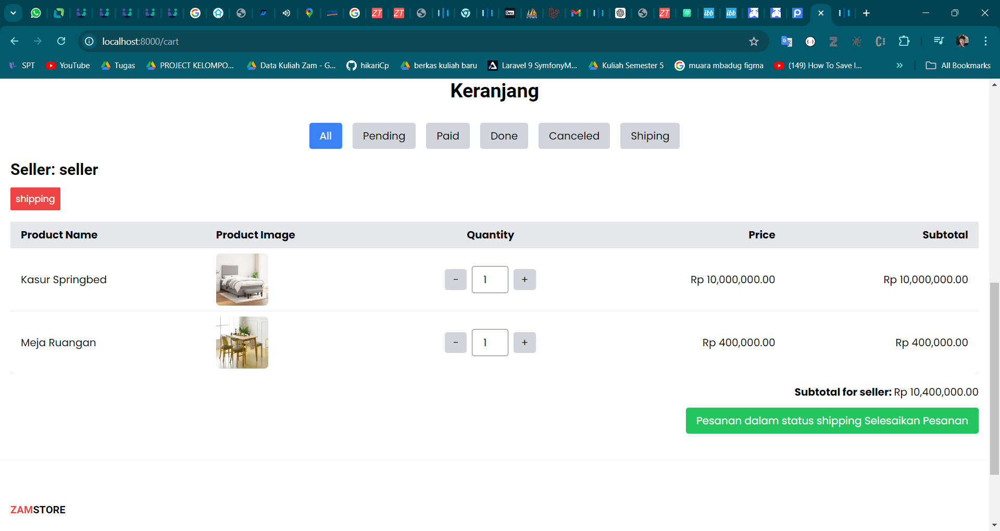 localhost:8000/cart
SPT YouTube Tugas PROJECT KELOMPO... Data Kuliah Zam - G... hikariCp berkas kuliah baru Laravel 9 SymfonyM... Kuliah Semester 5 muara mbadug figma (149) How To Save I... All Bookmarks
Keranjang
All Pending Paid Done Canceled Shiping
Seller: seller
shipping
Product Name Product Image Quantity Price Subtotal
Kasur Springbed - 1 + Rp 10,000,000.00 Rp 10,000,000.00
Meja Ruangan - 1 + Rp 400,000.00 Rp 400,000.00
Subtotal for seller: Rp 10,400,000.00
Pesanan dalam status shipping Selesaikan Pesanan
ZAMSTORE